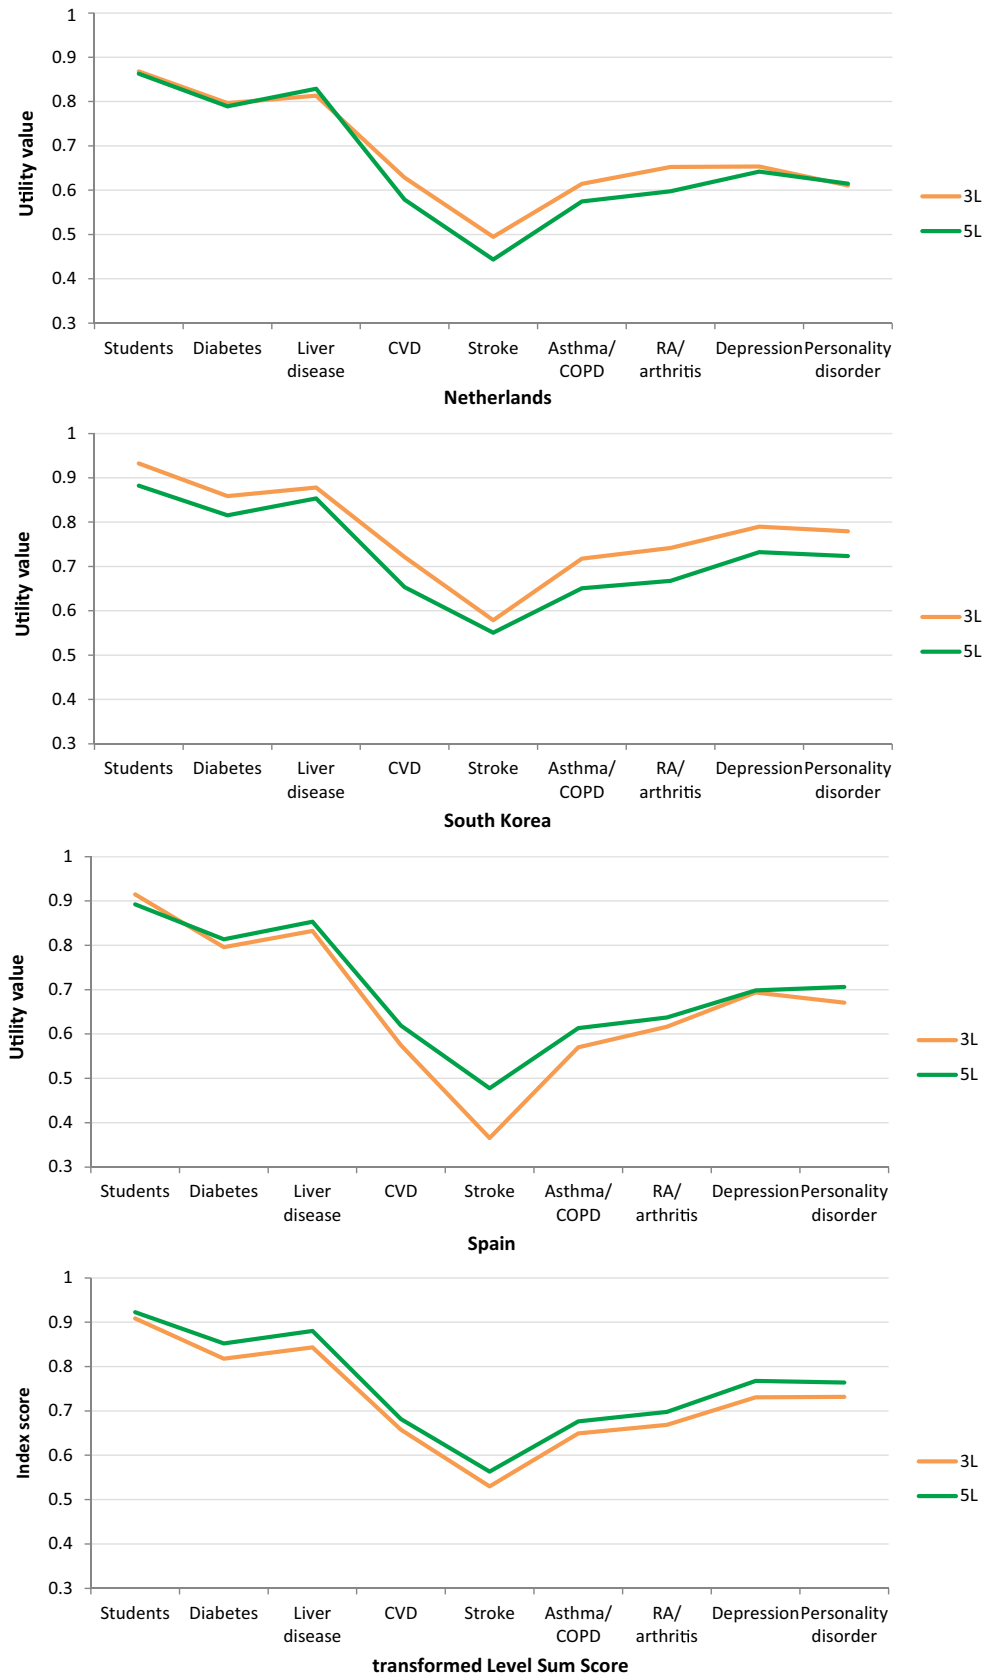 1
0.9
0.8
0.7
0.6
0.5
0.4
0.3
Utility value
Students Diabetes Liver disease CVD Stroke Asthma/ COPD RA/ arthritis Depression Personality disorder
Netherlands
3L
5L
1
0.9
0.8
0.7
0.6
0.5
0.4
0.3
Utility value
Students Diabetes Liver disease CVD Stroke Asthma/ COPD RA/ arthritis Depression Personality disorder
South Korea
3L
5L
1
0.9
0.8
0.7
0.6
0.5
0.4
0.3
Utility value
Students Diabetes Liver disease CVD Stroke Asthma/ COPD RA/ arthritis Depression Personality disorder
Spain
3L
5L
1
0.9
0.8
0.7
0.6
0.5
0.4
0.3
Index score
Students Diabetes Liver disease CVD Stroke Asthma/ COPD RA/ arthritis Depression Personality disorder
transformed Level Sum Score
3L
5L